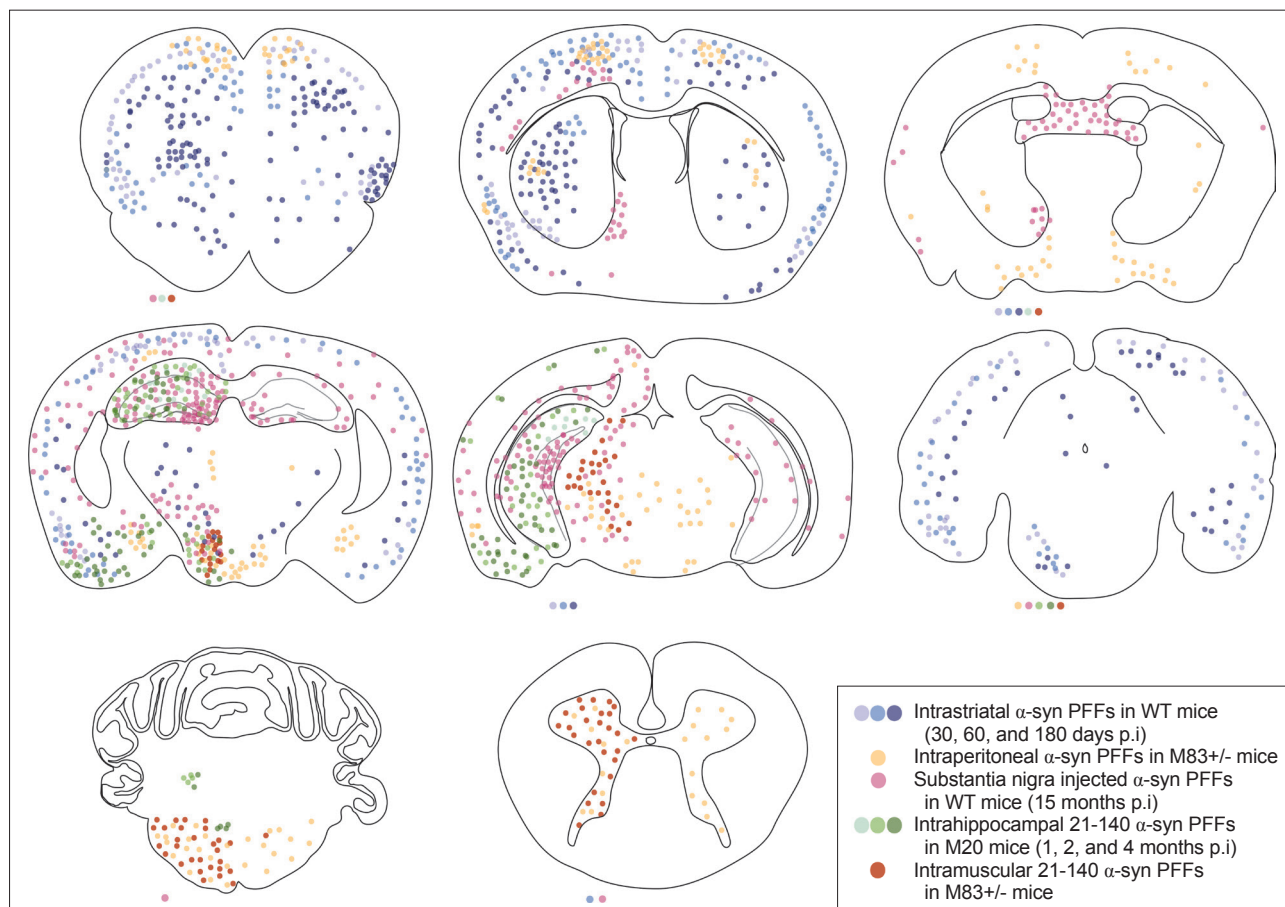 Intrastriatal α-syn PFFs in WT mice
(30, 60, and 180 days p.i)
Intraperitoneal α-syn PFFs in M83+/- mice
Substantia nigra injected α-syn PFFs
in WT mice (15 months p.i)
Intrahippocampal 21-140 α-syn PFFs
in M20 mice (1, 2, and 4 months p.i)
Intramuscular 21-140 α-syn PFFs
in M83+/- mice